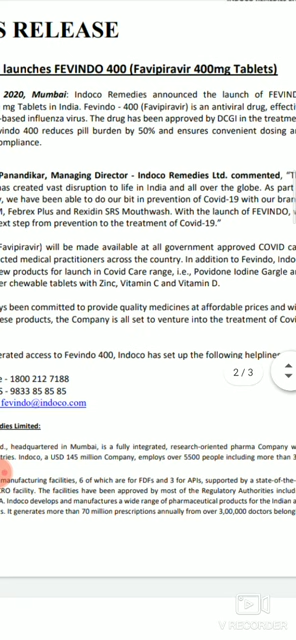 S RELEASE
launches FEVINDO 400 (Favipiravir 400mg Tablets)
2020, Mumbai: Indoco Remedies announced the launch of FEVIND
mg Tablets in India. Fevindo - 400 (Favipiravir) is an antiviral drug, effecti
-based influenza virus. The drug has been approved by DCGI in the treatme
vindo 400 reduces pill burden by 50% and ensures convenient dosing a
ompliance.
Panandikar, Managing Director - Indoco Remedies Ltd. commented, "T
has created vast disruption to life in India and all over the globe. As part
, we have been able to do our bit in prevention of Covid-19 with our bran
M, Febrex Plus and Rexidin SRS Mouthwash. With the launch of FEVINDO,
ext step from prevention to the treatment of Covid-19."
Favipiravir) will be made available at all government approved COVID ca
cted medical practitioners across the country. In addition to Fevindo, Indo
ew products for launch in Covid Care range, i.e., Povidone Iodine Gargle a
er chewable tablets with Zinc, Vitamin C and Vitamin D.
ys been committed to provide quality medicines at affordable prices and wi
ese products, the Company is all set to venture into the treatment of Covi
erated access to Fevindo 400, Indoco has set up the following helpline
e - 1800 212 7188
2 / 3
S - 9833 85 85 85
fevindo@indoco.com
dies Limited:
d., headquartered in Mumbai, is a fully integrated, research-oriented pharma Company w
tries. Indoco, a USD 145 million Company, employs over 5500 people including more than 3
manufacturing facilities, 6 of which are for FDFs and 3 for APIs, supported by a state-of-the-
CRO facility. The facilities have been approved by most of the Regulatory Authorities includ
A. Indoco develops and manufactures a wide range of pharmaceutical products for the Indian a
s. It generates more than 70 million prescriptions annually from over 3,00,000 doctors belong
V RECORDER